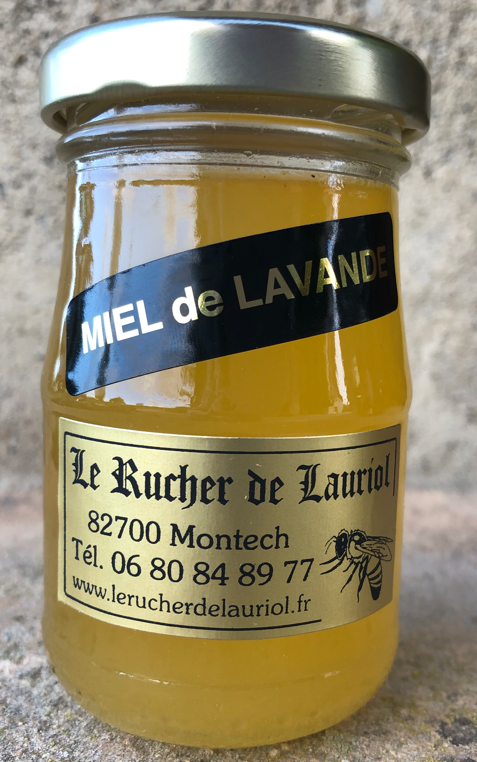 MIEL de LAVANDE
Le Rucher de Lauriol
82700 Montech
Tél. 06 80 84 89 77
www.lerucherdelauriol.fr